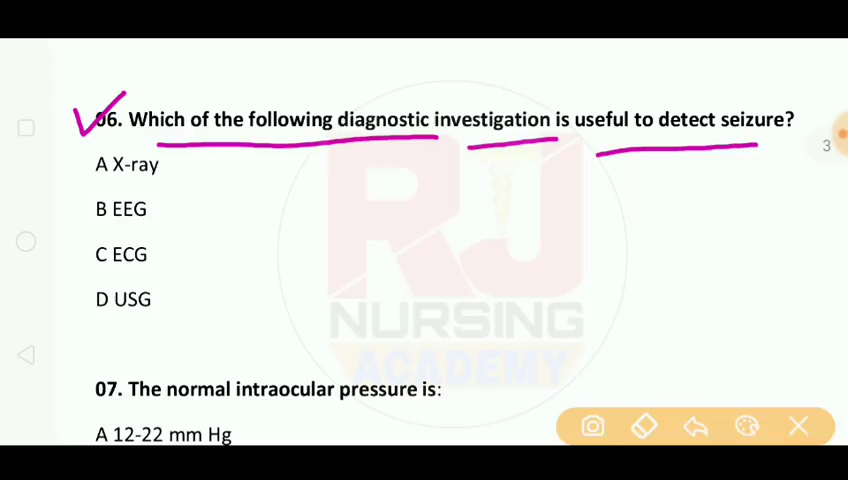 06. Which of the following diagnostic investigation is useful to detect seizure?
3
A X-ray
B EEG
C ECG
D USG
RJ
NURSING
ACADEMY
07. The normal intraocular pressure is:
A 12-22 mm Hg